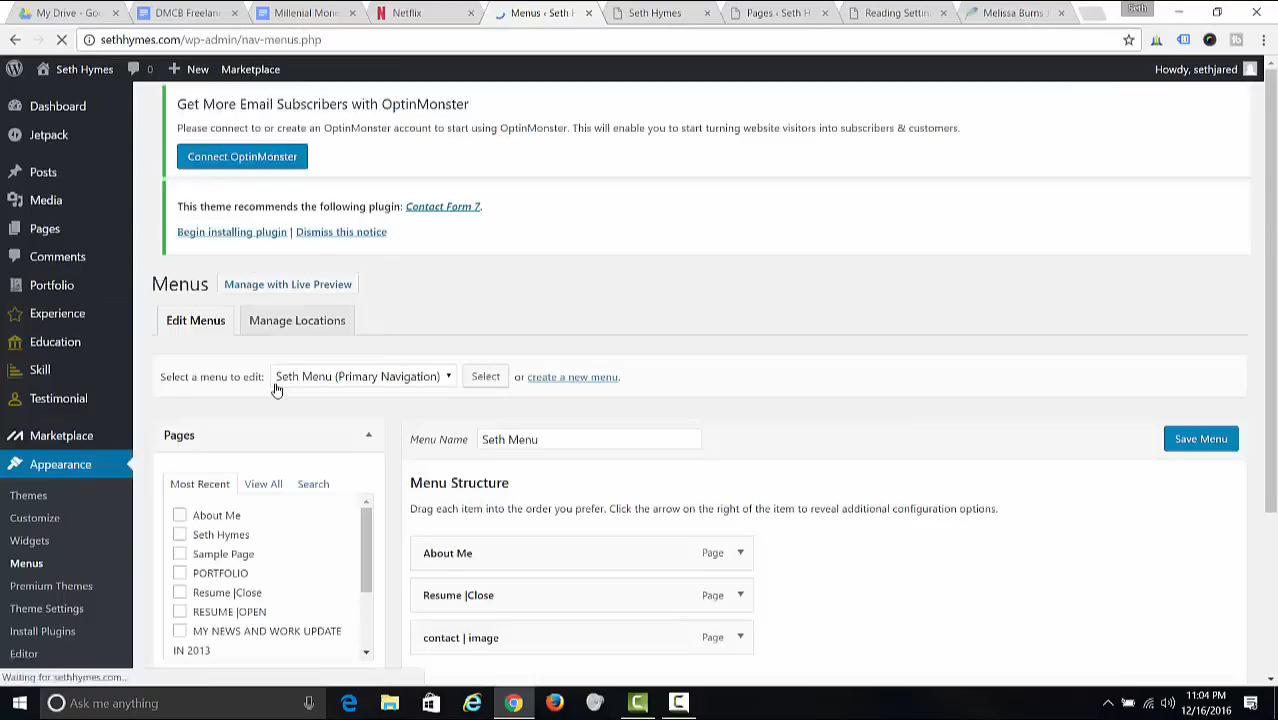 My Drive - Goo
DMCB Freelanc
Millenial Mone
Netflix
Menus ‹ Seth H
Seth Hymes
Pages ‹ Seth H
Reading Settin
Melissa Burns J
Seth
sethhymes.com/wp-admin/nav-menus.php
Seth Hymes
0
New
Marketplace
Howdy, sethjared
Dashboard
Jetpack
Posts
Media
Pages
Comments
Portfolio
Experience
Education
Skill
Testimonial
Marketplace
Appearance
Themes
Customize
Widgets
Menus
Premium Themes
Theme Settings
Install Plugins
Editor
Get More Email Subscribers with OptinMonster
Please connect to or create an OptinMonster account to start using OptinMonster. This will enable you to start turning website visitors into subscribers & customers.
Connect OptinMonster
This theme recommends the following plugin: Contact Form 7.
Begin installing plugin | Dismiss this notice
Menus
Manage with Live Preview
Edit Menus
Manage Locations
Select a menu to edit: Seth Menu (Primary Navigation) Select or create a new menu.
Pages
Most Recent View All Search
About Me
Seth Hymes
Sample Page
PORTFOLIO
Resume |Close
RESUME |OPEN
MY NEWS AND WORK UPDATE
IN 2013
Menu Name Seth Menu
Save Menu
Menu Structure
Drag each item into the order you prefer. Click the arrow on the right of the item to reveal additional configuration options.
About Me Page
Resume |Close Page
contact | image Page
Waiting for sethhymes.com...
Ask me anything
11:04 PM
12/16/2016